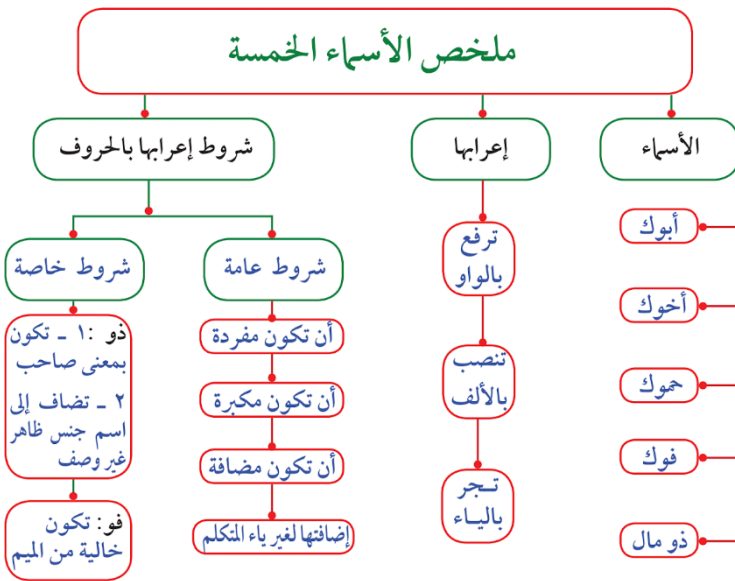 ملخص الأسماء الخمسة
الأسماء
إعرابها
شروط إعرابها بالحروف
أبوك
أخوك
حموك
فوك
ذو مال
ترفع
بالواو
تنصب
بالألف
تـجر
باليـاء
شروط عامة
أن تكون مفردة
أن تكون مكبرة
أن تكون مضافة
إضافتها لغير ياء المتكلم
شروط خاصة
ذو : ١ ـ تكون
بمعنى صاحب
٢ ـ تضاف إلى
اسم جنس ظاهر
غير وصف
فو: تكون
خالية من الميم